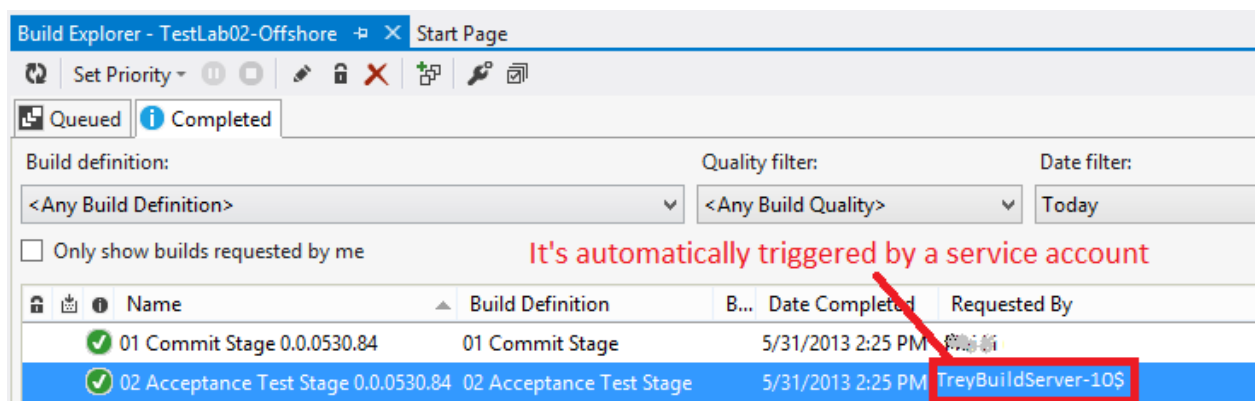 Build Explorer - TestLab02-Offshore Start Page
Set Priority
Queued Completed
Build definition: Quality filter: Date filter:
<Any Build Definition> <Any Build Quality> Today
Only show builds requested by me It's automatically triggered by a service account
Name Build Definition B... Date Completed Requested By
01 Commit Stage 0.0.0530.84 01 Commit Stage 5/31/2013 2:25 PM
02 Acceptance Test Stage 0.0.0530.84 02 Acceptance Test Stage 5/31/2013 2:25 PM TreyBuildServer-10$